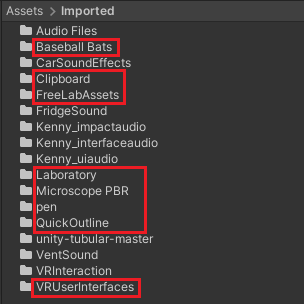 Assets > Imported
Audio Files
Baseball Bats
CarSoundEffects
Clipboard
FreeLabAssets
FridgeSound
Kenny_impactaudio
Kenny_interfaceaudio
Kenny_uiaudio
Laboratory
Microscope PBR
pen
QuickOutline
unity-tubular-master
VentSound
VRInteraction
VRUserInterfaces